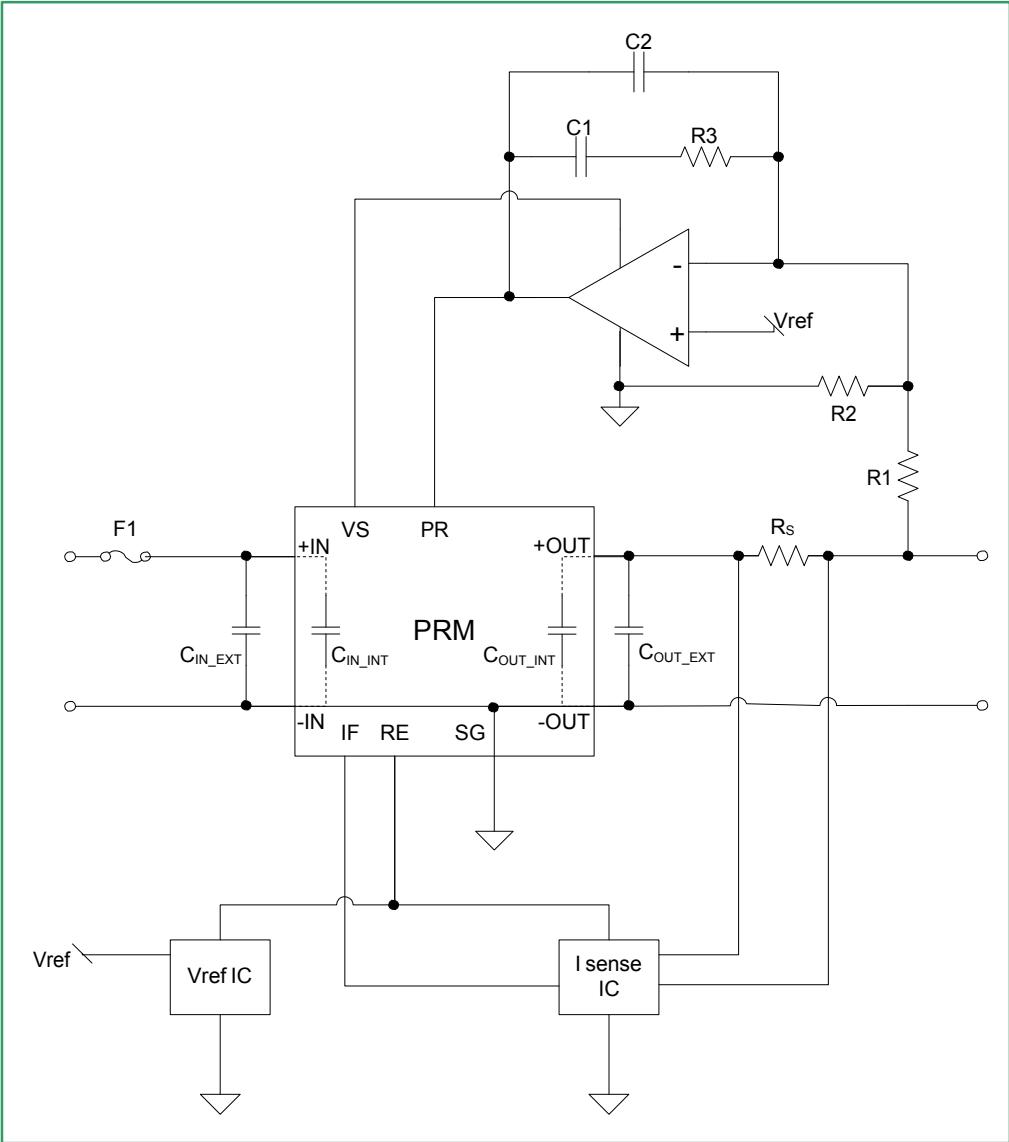 C2
C1
R3
-
+
Vref
R2
R1
F1
VS
PR
RS
+IN
+OUT
PRM
CIN_EXT
CIN_INT
COUT_INT
COUT_EXT
-IN
-OUT
IF
RE
SG
Vref
Vref IC
I sense
IC